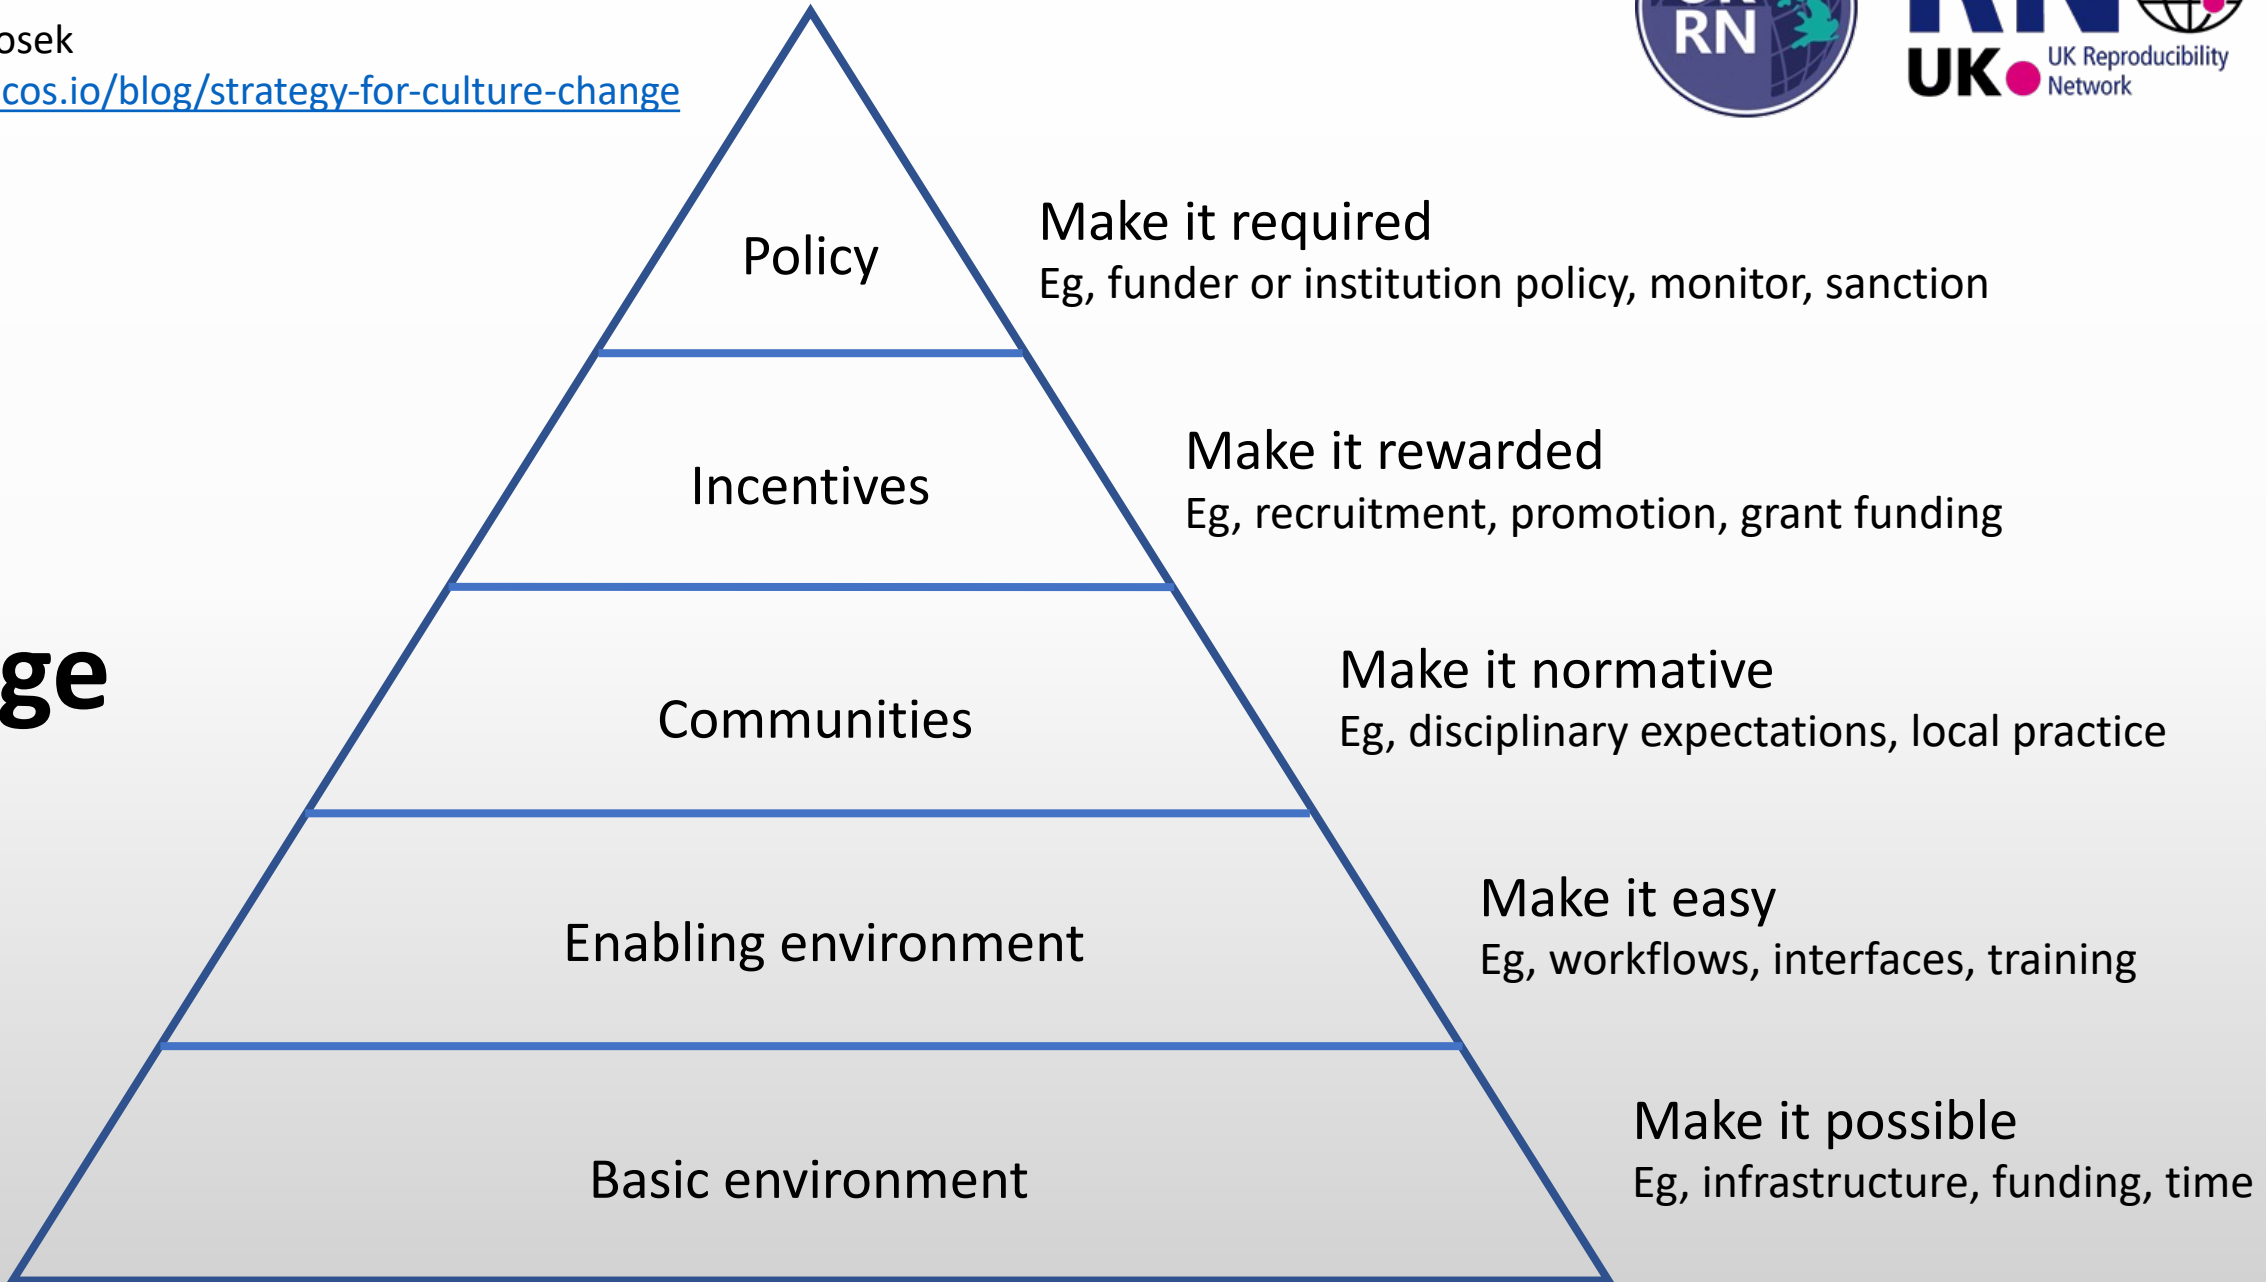 osek
cos.io/blog/strategy-for-culture-change
RN
UK
UK Reproducibility
Network
Policy
Make it required
Eg, funder or institution policy, monitor, sanction
Incentives
Make it rewarded
Eg, recruitment, promotion, grant funding
ge
Communities
Make it normative
Eg, disciplinary expectations, local practice
Enabling environment
Make it easy
Eg, workflows, interfaces, training
Basic environment
Make it possible
Eg, infrastructure, funding, time